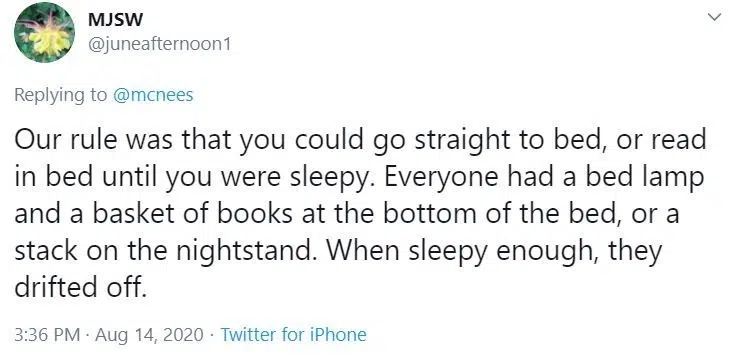 MJSW
@juneafternoon1
Replying to @mcnees
Our rule was that you could go straight to bed, or read
in bed until you were sleepy. Everyone had a bed lamp
and a basket of books at the bottom of the bed, or a
stack on the nightstand. When sleepy enough, they
drifted off.
3:36 PM · Aug 14, 2020 · Twitter for iPhone